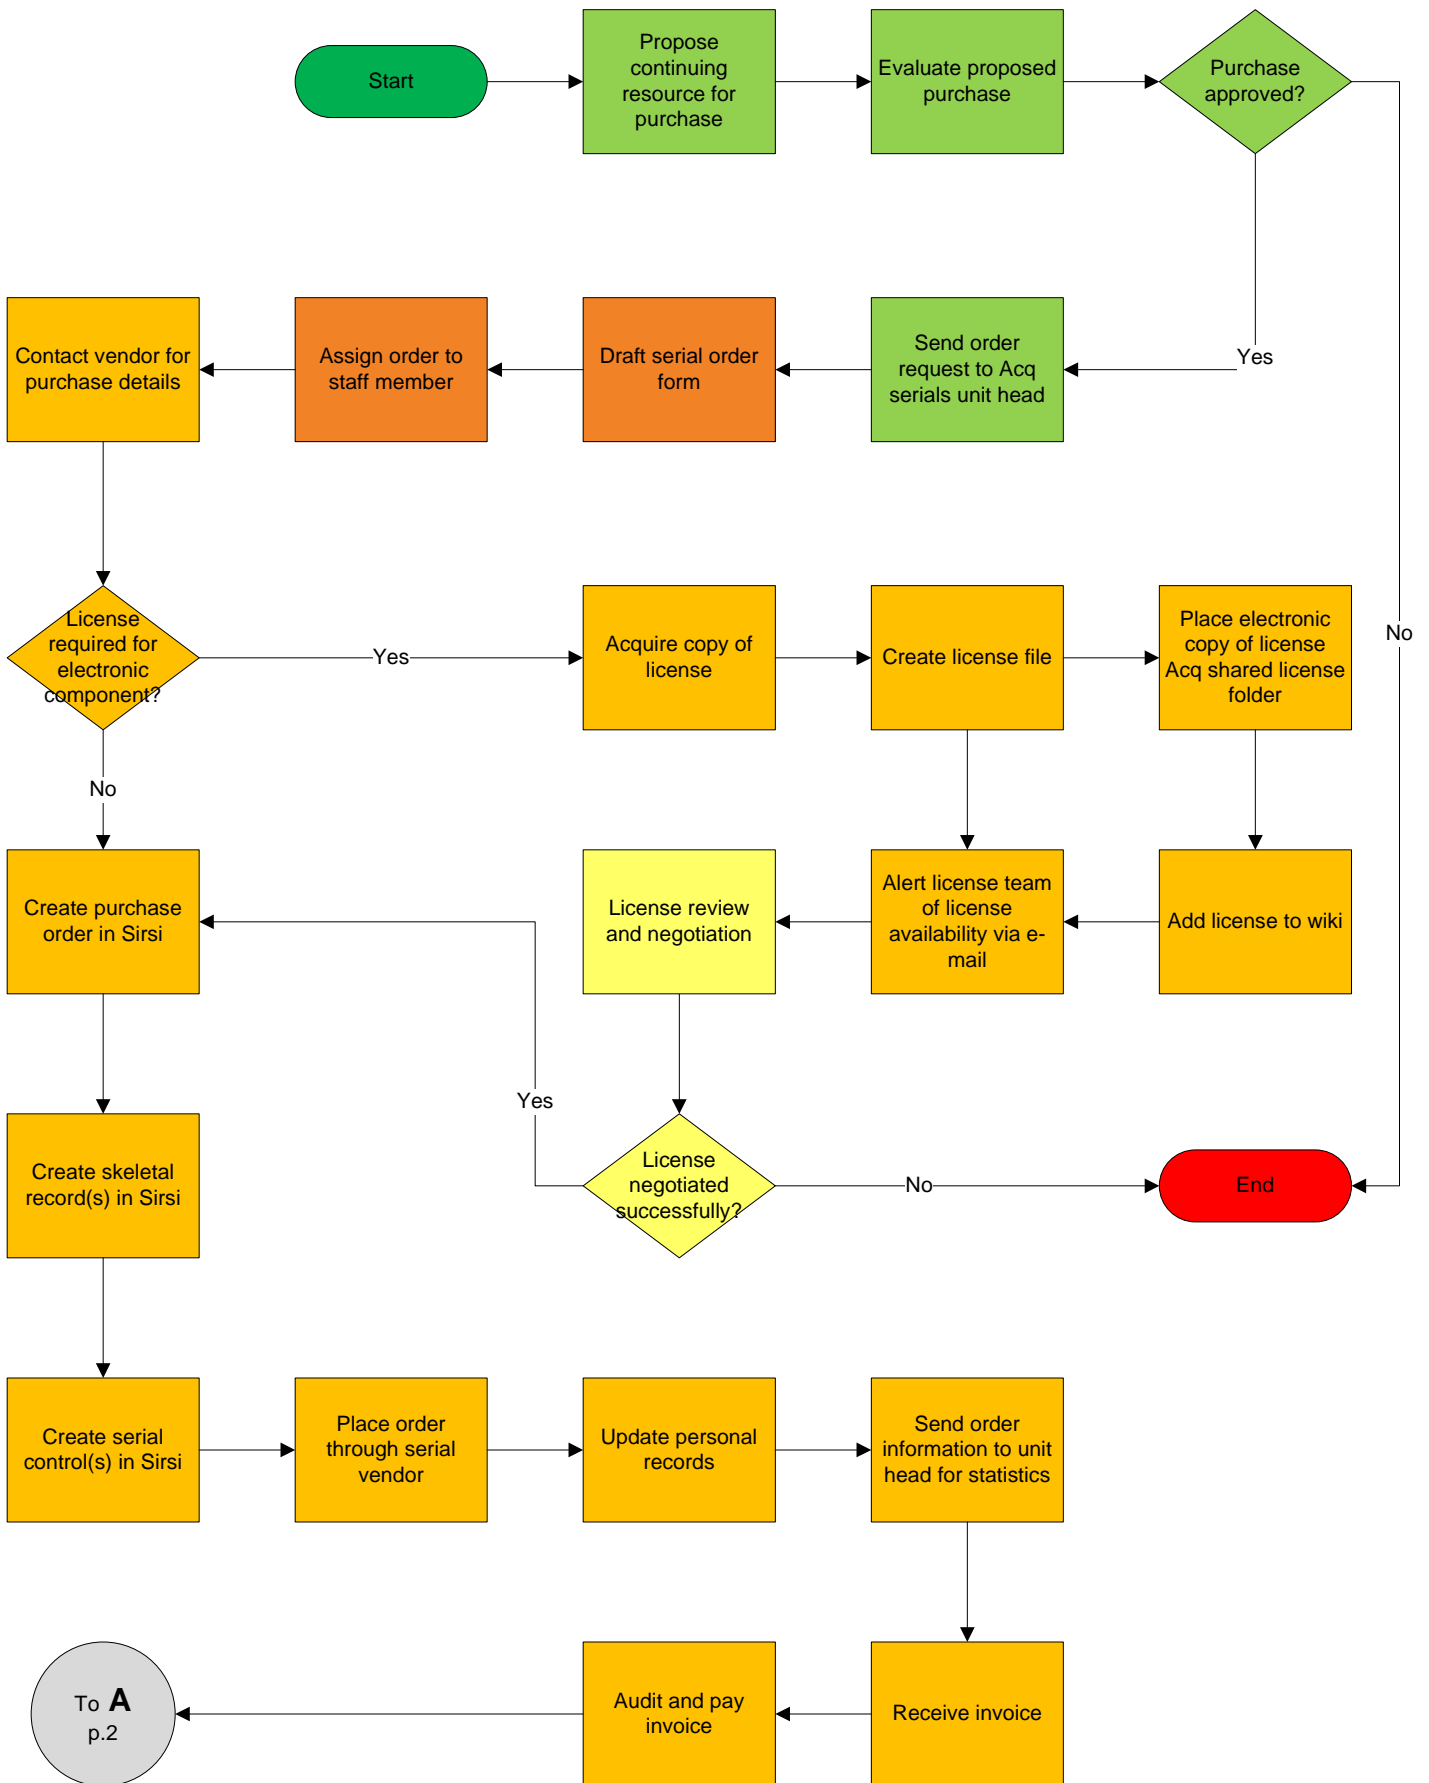 Start
Propose
continuing
resource for
purchase
Evaluate proposed
purchase
Purchase
approved?
Contact vendor for
purchase details
Assign order to
staff member
Draft serial order
form
Send order
request to Acq
serials unit head
Yes
License
required for
electronic
component?
Yes
Acquire copy of
license
Create license file
Place electronic
copy of license
Acq shared license
folder
No
No
Create purchase
order in Sirsi
License review
and negotiation
Alert license team
of license
availability via e-
mail
Add license to wiki
Yes
Create skeletal
record(s) in Sirsi
License
negotiated
successfully?
No
End
Create serial
control(s) in Sirsi
Place order
through serial
vendor
Update personal
records
Send order
information to unit
head for statistics
To A
p.2
Audit and pay
invoice
Receive invoice